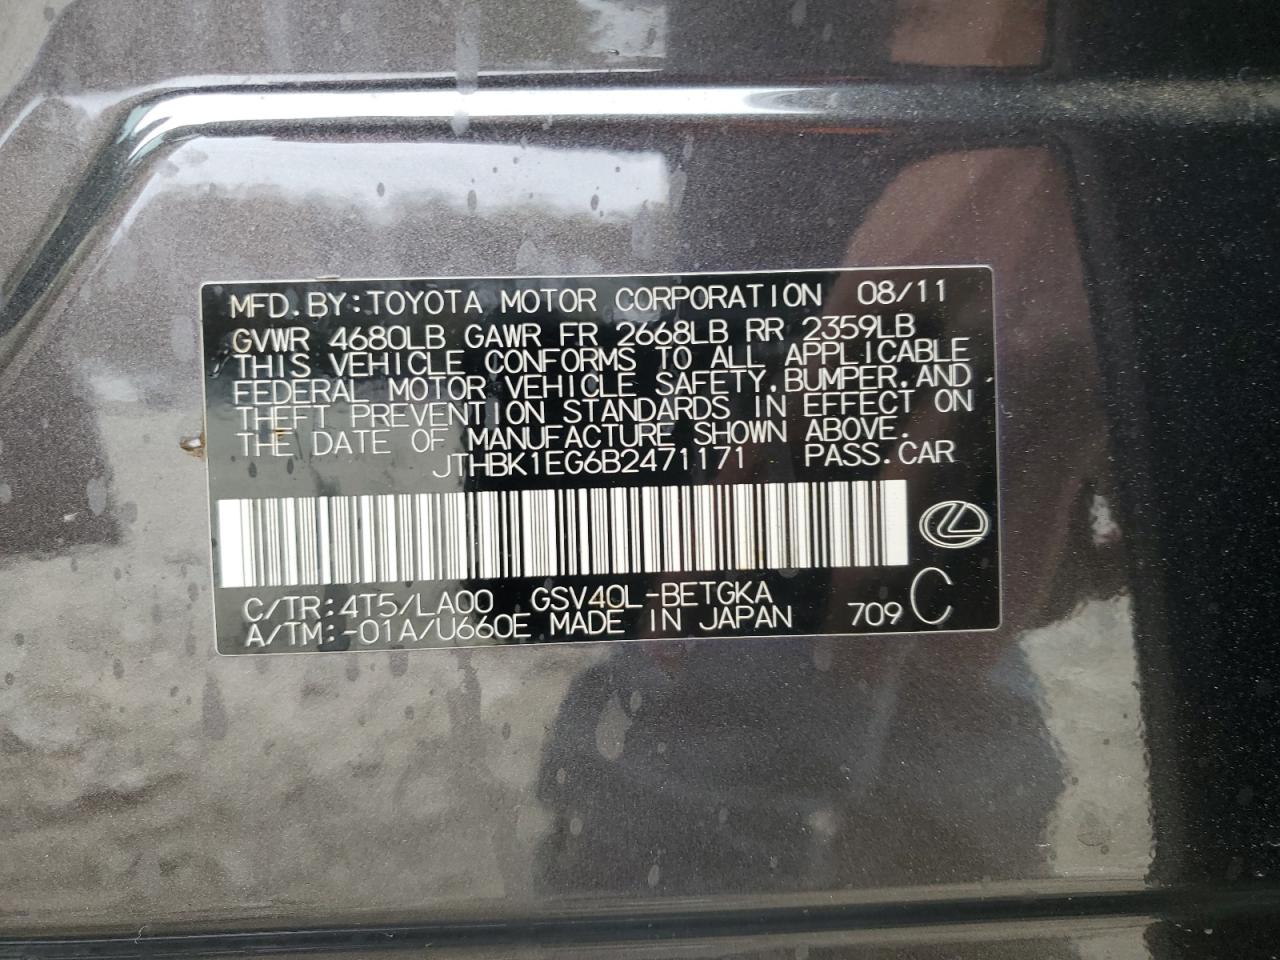 MFD.BY:TOYOTA MOTOR CORPORATION 08/11
GVWR 4680LB GAWR FR 2668LB RR 2359LB
THIS VEHICLE CONFORMS TO ALL APPLICABLE
FEDERAL MOTOR VEHICLE SAFETY,BUMPER,AND
THEFT PREVENTION STANDARDS IN EFFECT ON
THE DATE OF MANUFACTURE SHOWN ABOVE.
JTHBK1EG6B2471171 PASS.CAR
C/TR:4T5/LA00 GSV40L-BETGKA
A/TM:-01A/U660E MADE IN JAPAN 709 C